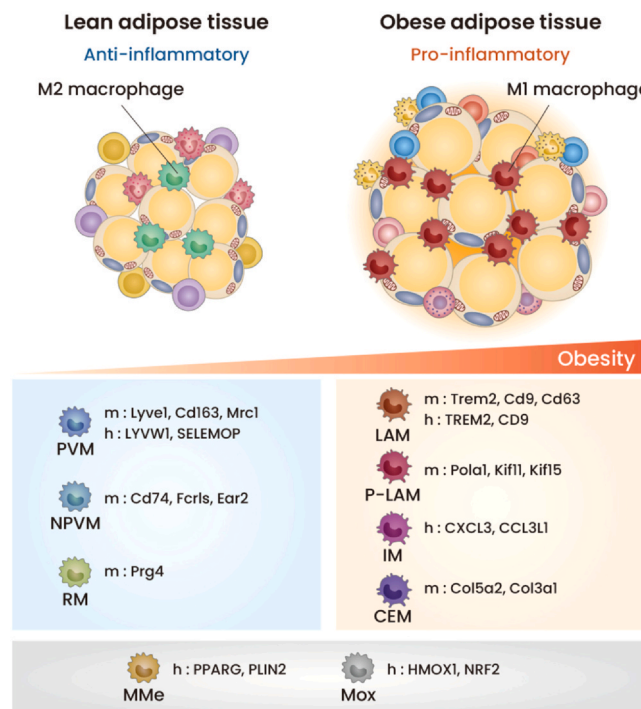 Lean adipose tissue
Anti-inflammatory
M2 macrophage
Obese adipose tissue
Pro-inflammatory
M1 macrophage
Obesity
m : Lyve1, Cd163, Mrc1
h : LYVW1, SELEMOP
PVM
m : Cd74, Fcrls, Ear2
NPVM
m : Prg4
RM
m : Trem2, Cd9, Cd63
h : TREM2, CD9
LAM
m : Pola1, Kif11, Kif15
P-LAM
h : CXCL3, CCL3L1
IM
m : Col5a2, Col3a1
CEM
h : PPARG, PLIN2
MMe
h : HMOX1, NRF2
Mox